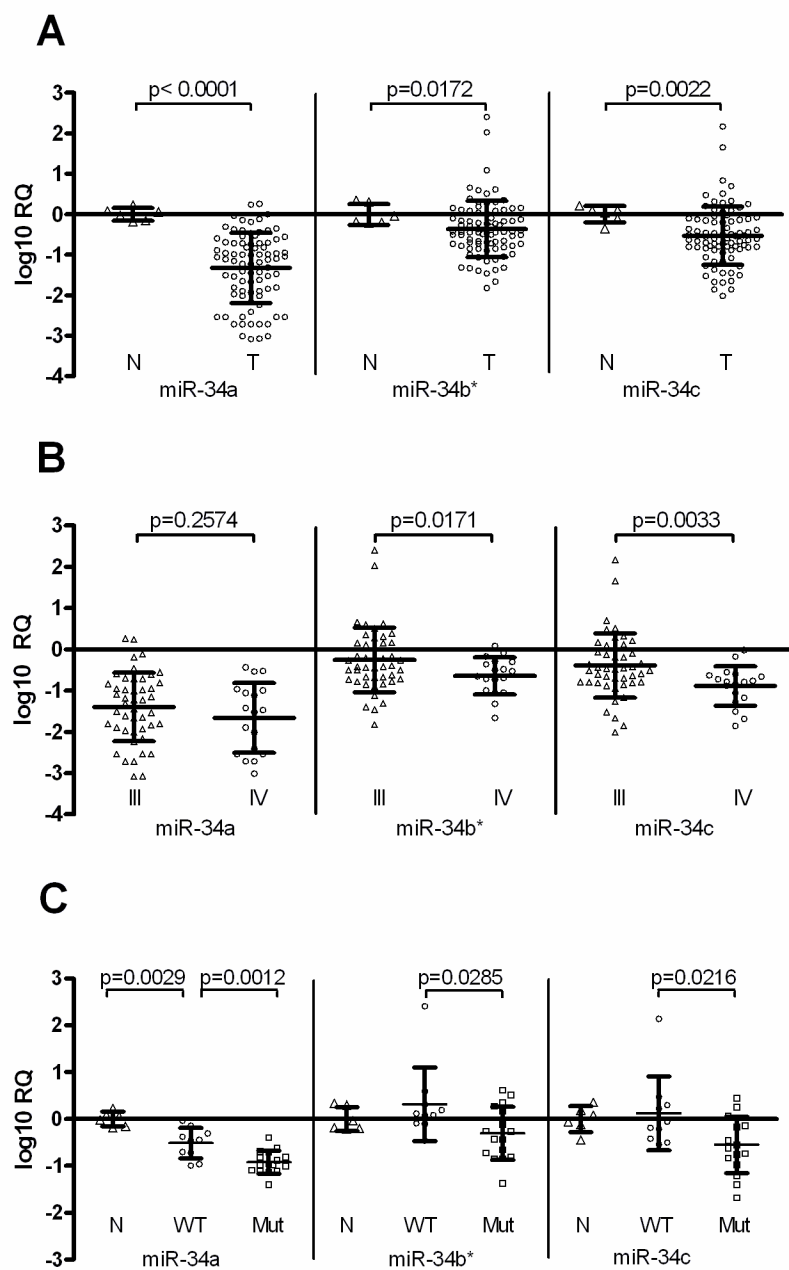 A
p< 0.0001 p=0.0172 p=0.0022
3
2
1
0
-1
-2
-3
-4
log10 RQ
N T N T N T
miR-34a miR-34b* miR-34c
B
p=0.2574 p=0.0171 p=0.0033
3
2
1
0
-1
-2
-3
-4
log10 RQ
III IV III IV III IV
miR-34a miR-34b* miR-34c
C
p=0.0029 p=0.0012 p=0.0285 p=0.0216
3
2
1
0
-1
-2
-3
log10 RQ
N WT Mut N WT Mut N WT Mut
miR-34a miR-34b* miR-34c